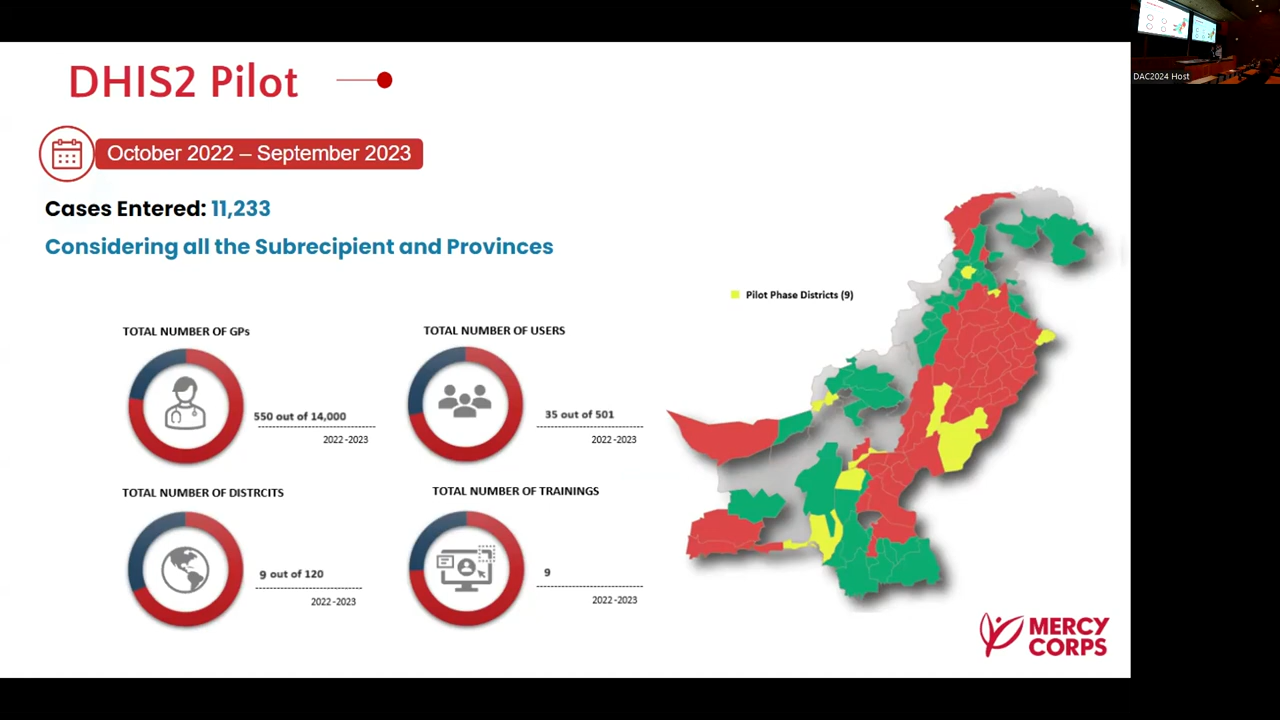 DHIS2 Pilot
October 2022 – September 2023
Cases Entered: 11,233
Considering all the Subrecipient and Provinces
Pilot Phase Districts (9)
TOTAL NUMBER OF GPs
550 out of 14,000
2022-2023
TOTAL NUMBER OF USERS
35 out of 501
2022-2023
TOTAL NUMBER OF DISTRCITS
9 out of 120
2022-2023
TOTAL NUMBER OF TRAININGS
9
2022-2023
MERCY
CORPS
DAC2024 Host